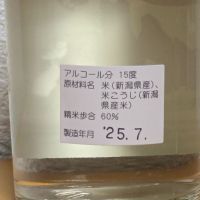 アルコール分 15度
原材料名 米(新潟県産)、
米こうじ(新潟
県産米)
精米歩合 60%
製造年月 '25.7.